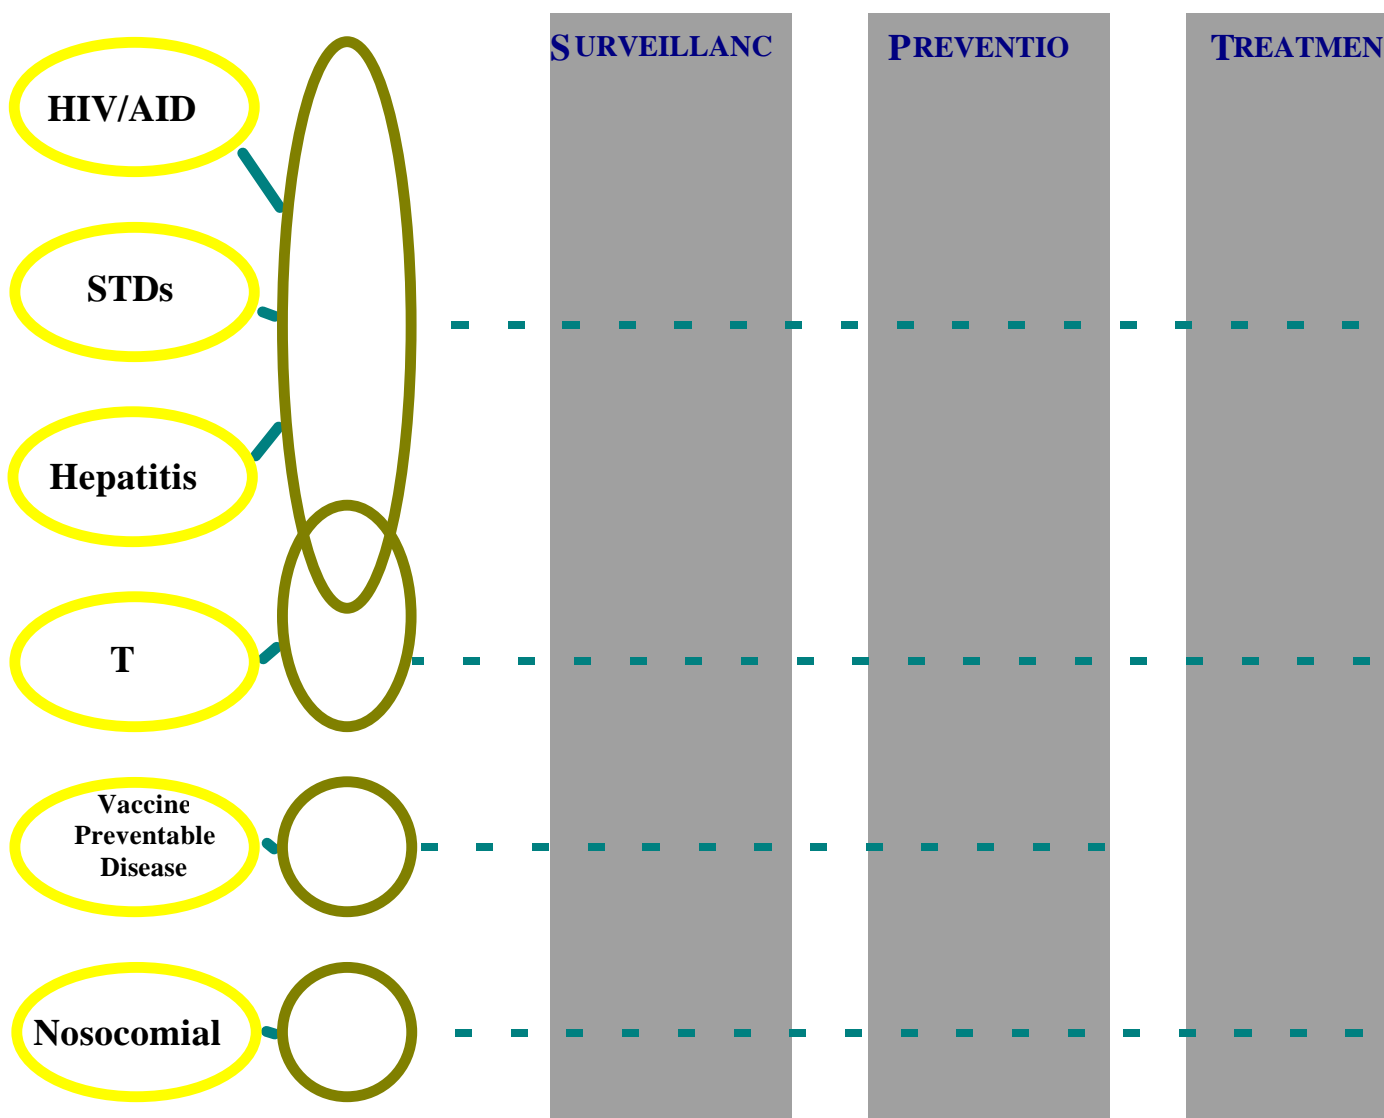 SURVEILLANC
PREVENTIO
TREATMEN
HIV/AID
STDs
Hepatitis
T
Vaccine
Preventable
Disease
Nosocomial